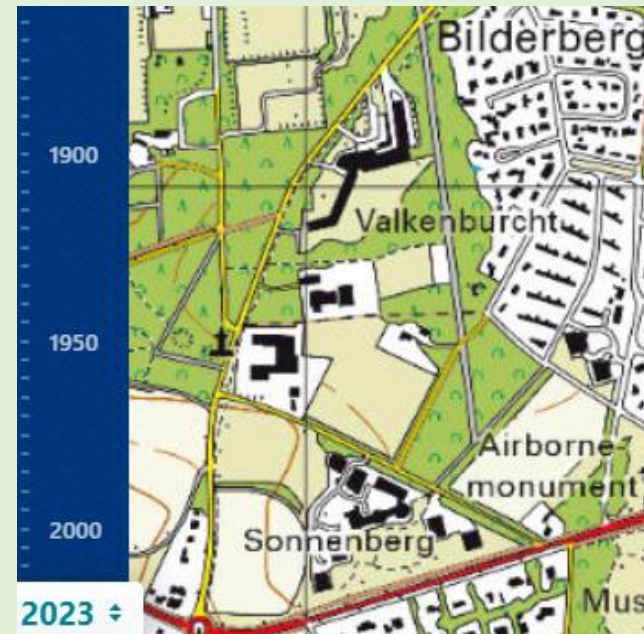 Bilderberg
1900
Valkenburcht
1950
Airborne-
monument
2000
Sonnenberg
2023
Mus